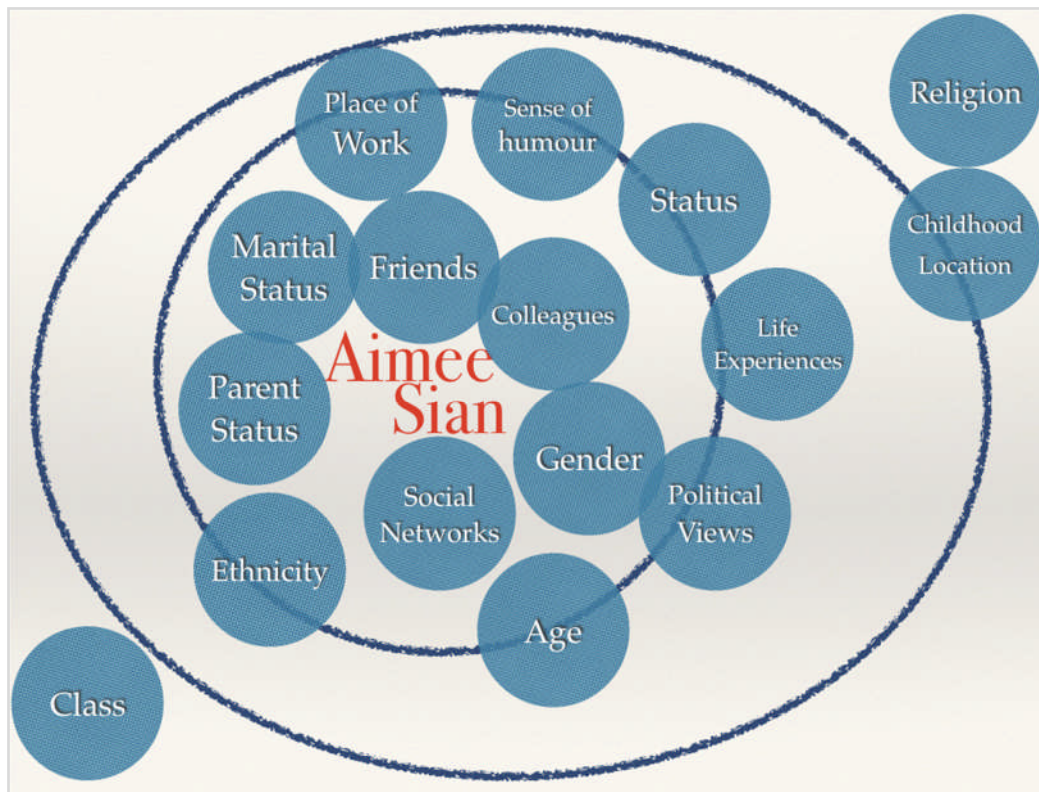 Place of
Work
Sense of
humour
Religion
Status
Childhood
Location
Marital
Status
Friends
Colleagues
Life
Experiences
Aimee
Sian
Parent
Status
Gender
Social
Networks
Political
Views
Ethnicity
Age
Class